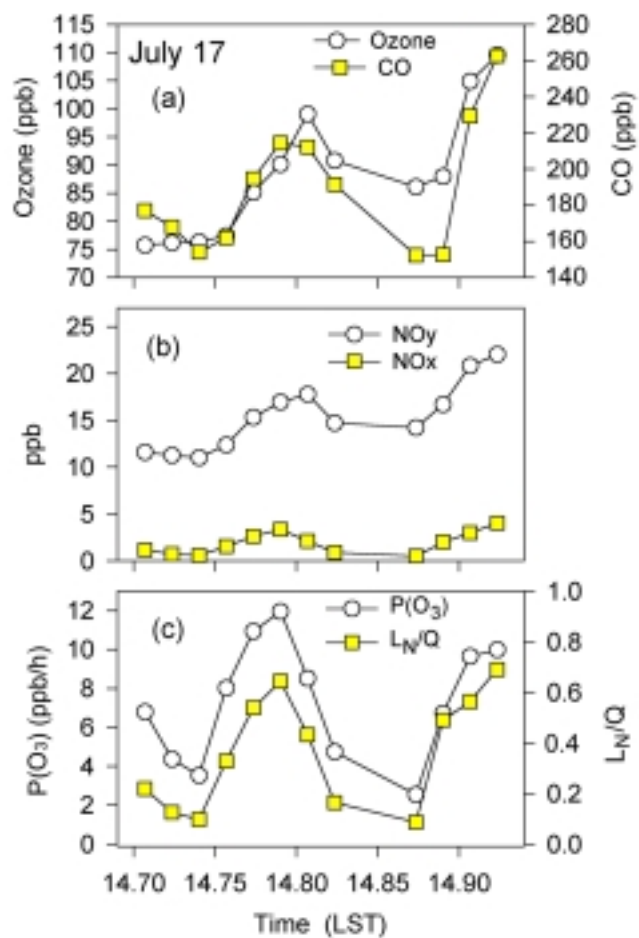 July 17
(a)
Ozone
CO
Ozone (ppb)
115
110
105
100
95
90
85
80
75
70
CO (ppb)
280
260
240
220
200
180
160
140
(b)
NOy
NOx
ppb
25
20
15
10
5
0
(c)
P(O₃)
L_N/Q
P(O₃) (ppb/h)
12
10
8
6
4
2
0
L_N/Q
1.0
0.8
0.6
0.4
0.2
0.0
14.70 14.75 14.80 14.85 14.90
Time (LST)